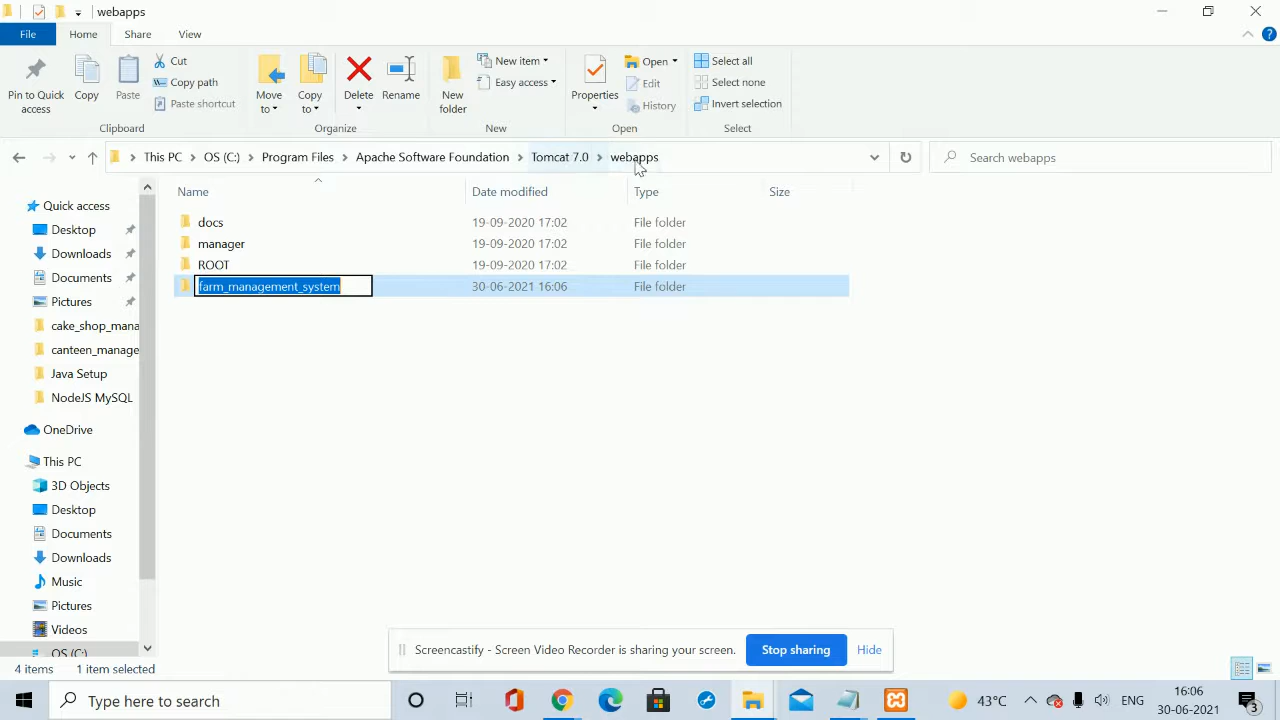 webapps
File Home Share View
Pin to Quick access
Copy
Paste
Cut
Copy path
Paste shortcut
Clipboard
Move to
Copy to
Delete
Rename
Organize
New folder
New item
Easy access
New
Properties
Open
Edit
History
Open
Select all
Select none
Invert selection
Select
This PC > OS (C:) > Program Files > Apache Software Foundation > Tomcat 7.0 > webapps
Search webapps
Name Date modified Type Size
docs 19-09-2020 17:02 File folder
manager 19-09-2020 17:02 File folder
ROOT 19-09-2020 17:02 File folder
farm_management_system 30-06-2021 16:06 File folder
Quick access
Desktop
Downloads
Documents
Pictures
cake_shop_mana
canteen_manage
Java Setup
NodeJS MySQL
OneDrive
This PC
3D Objects
Desktop
Documents
Downloads
Music
Pictures
Videos
OS (C:)
Screencastify - Screen Video Recorder is sharing your screen. Stop sharing Hide
4 items 1 item selected
Type here to search
43°C
ENG
16:06
30-06-2021
3